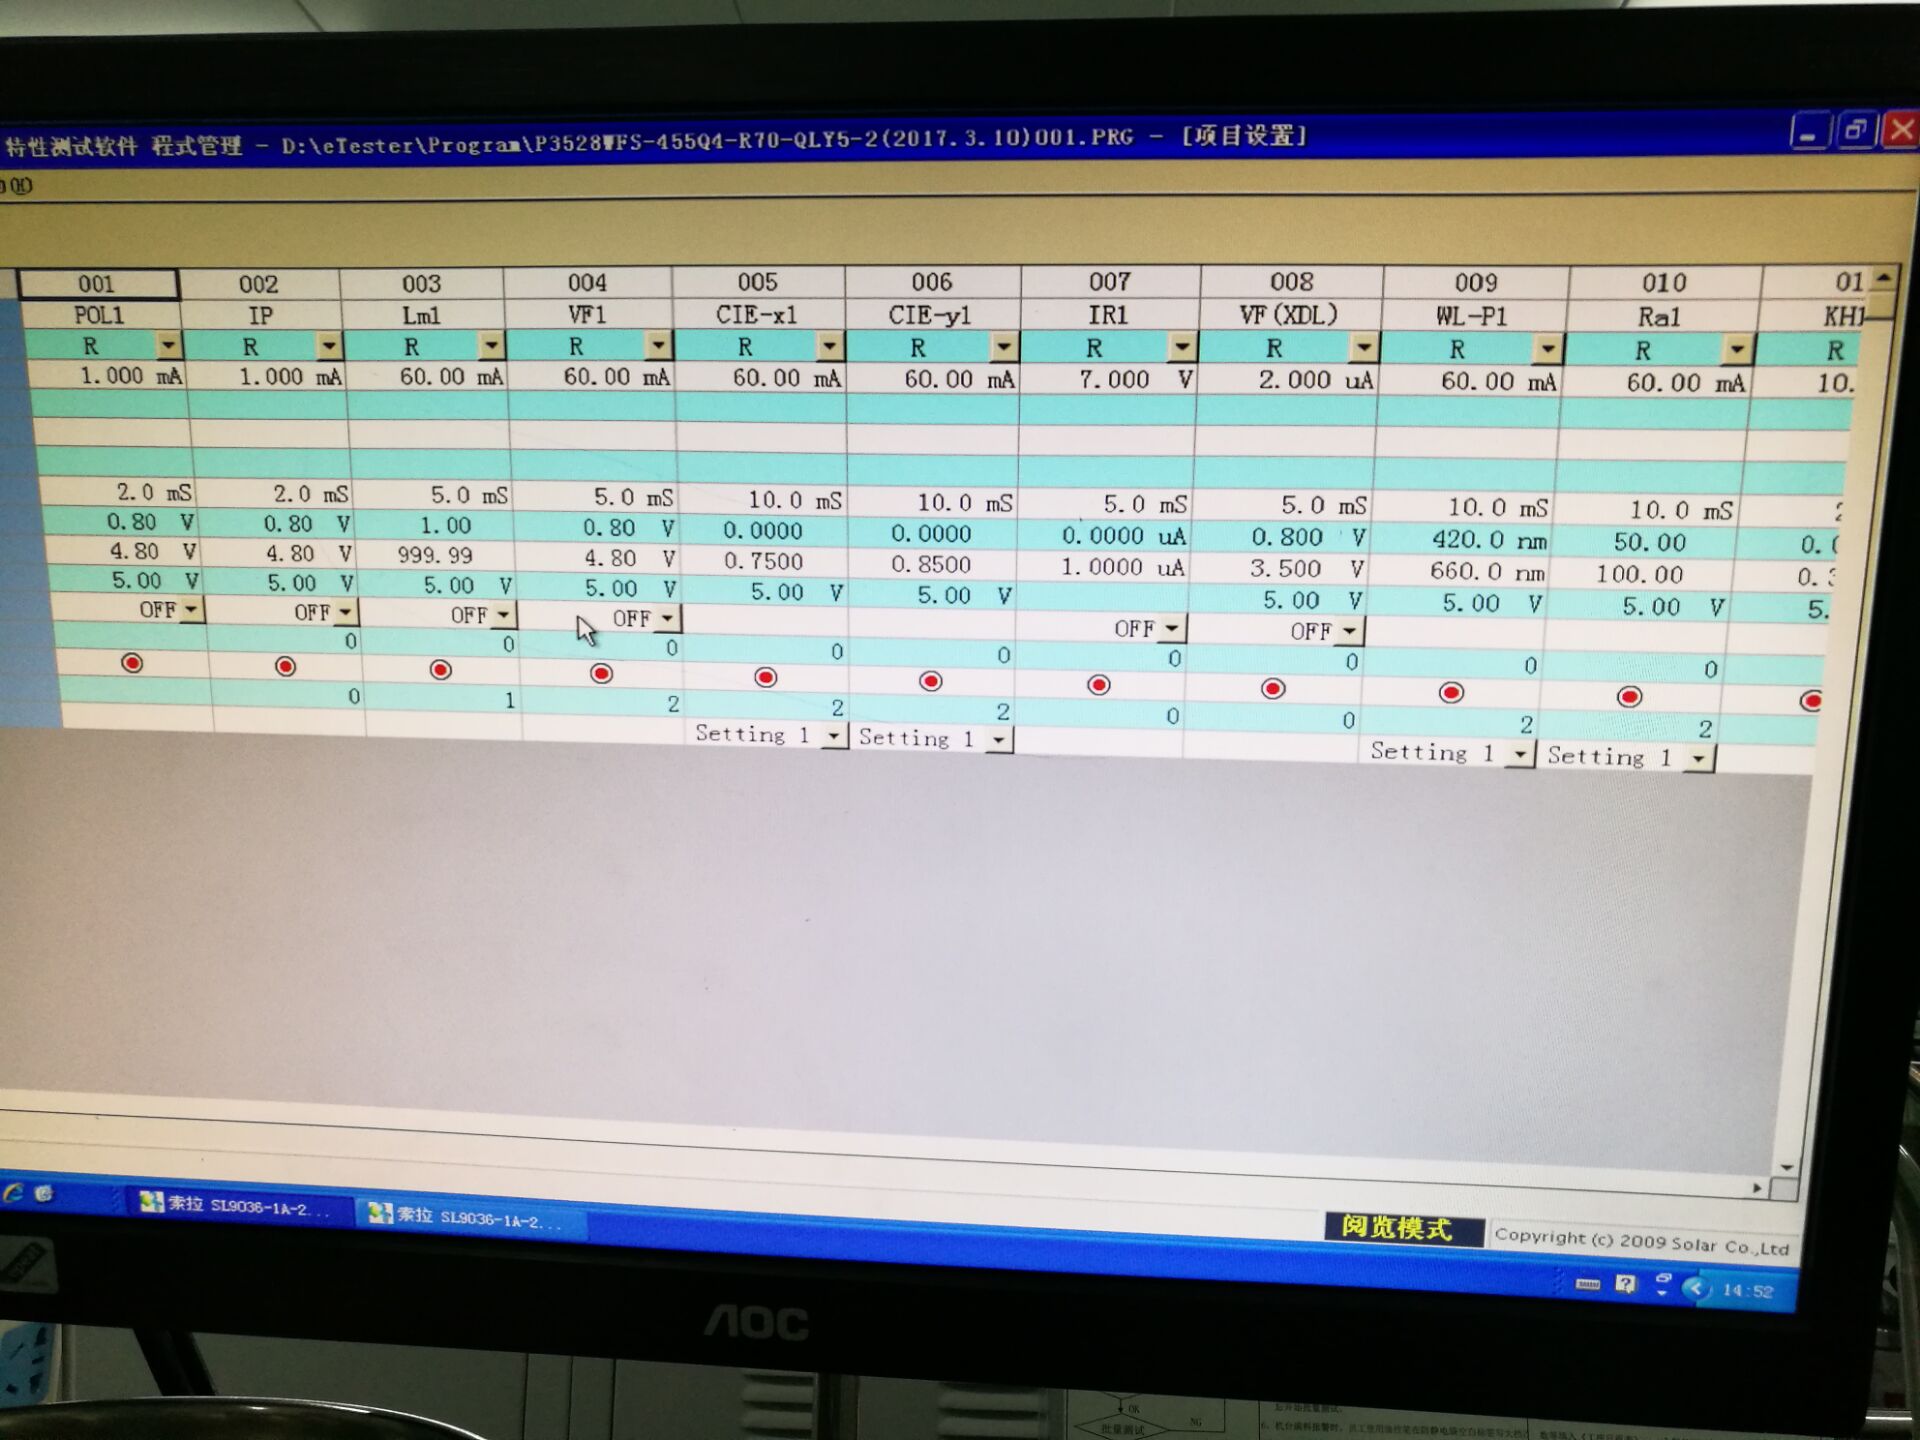 特性测试软件 程式管理 - D:\eTester\Program\P3528WFS-455Q4-R70-QLY5-2(2017.3.10)001.PRG - [项目设置]
(H)
001 002 003 004 005 006 007 008 009 010 01
POL1 IP Lm1 VF1 CIE-x1 CIE-y1 IR1 VF(XDL) WL-P1 Ra1 KH1
R R R R R R R R R R R
1.000 mA 1.000 mA 60.00 mA 60.00 mA 60.00 mA 60.00 mA 7.000 V 2.000 uA 60.00 mA 60.00 mA 10.
2.0 mS 2.0 mS 5.0 mS 5.0 mS 10.0 mS 10.0 mS 5.0 mS 5.0 mS 10.0 mS 10.0 mS
0.80 V 0.80 V 1.00 0.80 V 0.0000 0.0000 0.0000 uA 0.800 V 420.0 nm 50.00 0.
4.80 V 4.80 V 999.99 4.80 V 0.7500 0.8500 1.0000 uA 3.500 V 660.0 nm 100.00 0.
5.00 V 5.00 V 5.00 V 5.00 V 5.00 V 5.00 V 5.00 V 5.00 V 5.00 V 5.
OFF OFF OFF OFF OFF OFF
0 0 0 0 0 0 0 0 0
0 1 2 2 2 0 0 2 2
Setting 1 Setting 1 Setting 1 Setting 1
阅览模式 Copyright (c) 2009 Solar Co.,Ltd
索拉 SL9036-1A-2... 索拉 SL9036-1A-2...
14:52
AOC
OK
NG
批量测试